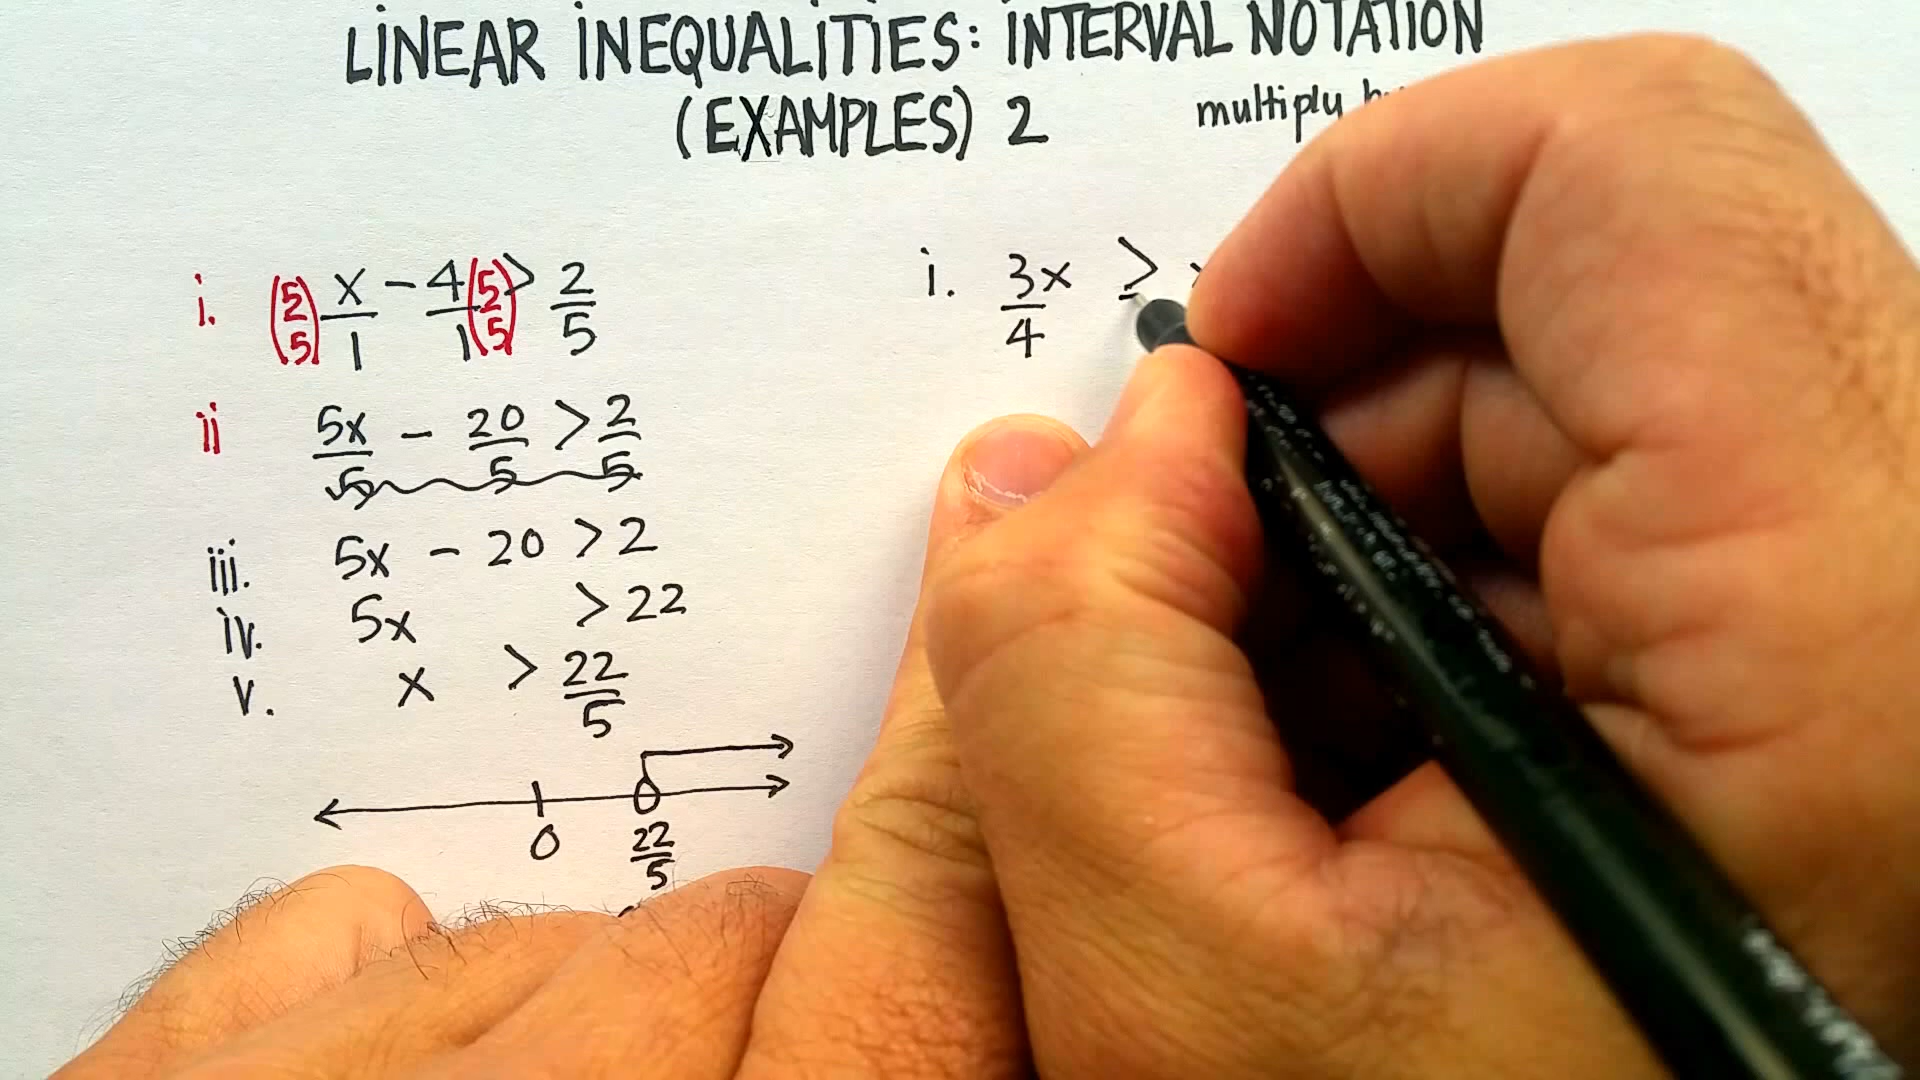 LINEAR INEQUALITIES: INTERVAL NOTATION
(EXAMPLES) 2
multiply
i. (5/5) x/1 - 4/1 (5/5) > 2/5
ii 5x/5 - 20/5 > 2/5
iii. 5x - 20 > 2
iv. 5x > 22
v. x > 22/5
0 22/5
i. 3x/4 ≥